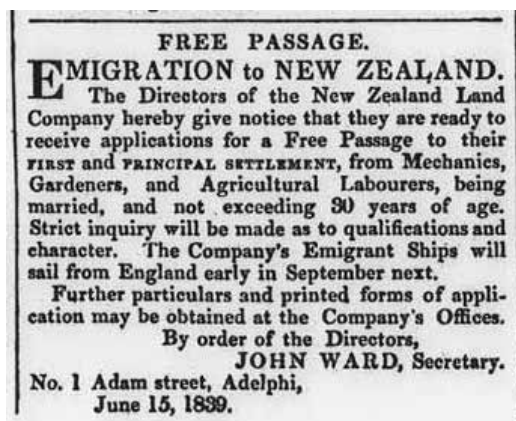 FREE PASSAGE.
EMIGRATION to NEW ZEALAND.
The Directors of the New Zealand Land
Company hereby give notice that they are ready to
receive applications for a Free Passage to their
FIRST and PRINCIPAL SETTLEMENT, from Mechanics,
Gardeners, and Agricultural Labourers, being
married, and not exceeding 30 years of age.
Strict inquiry will be made as to qualifications and
character. The Company's Emigrant Ships will
sail from England early in September next.
Further particulars and printed forms of appli-
cation may be obtained at the Company's Offices.
By order of the Directors,
JOHN WARD, Secretary.
No. 1 Adam street, Adelphi,
June 15, 1839.